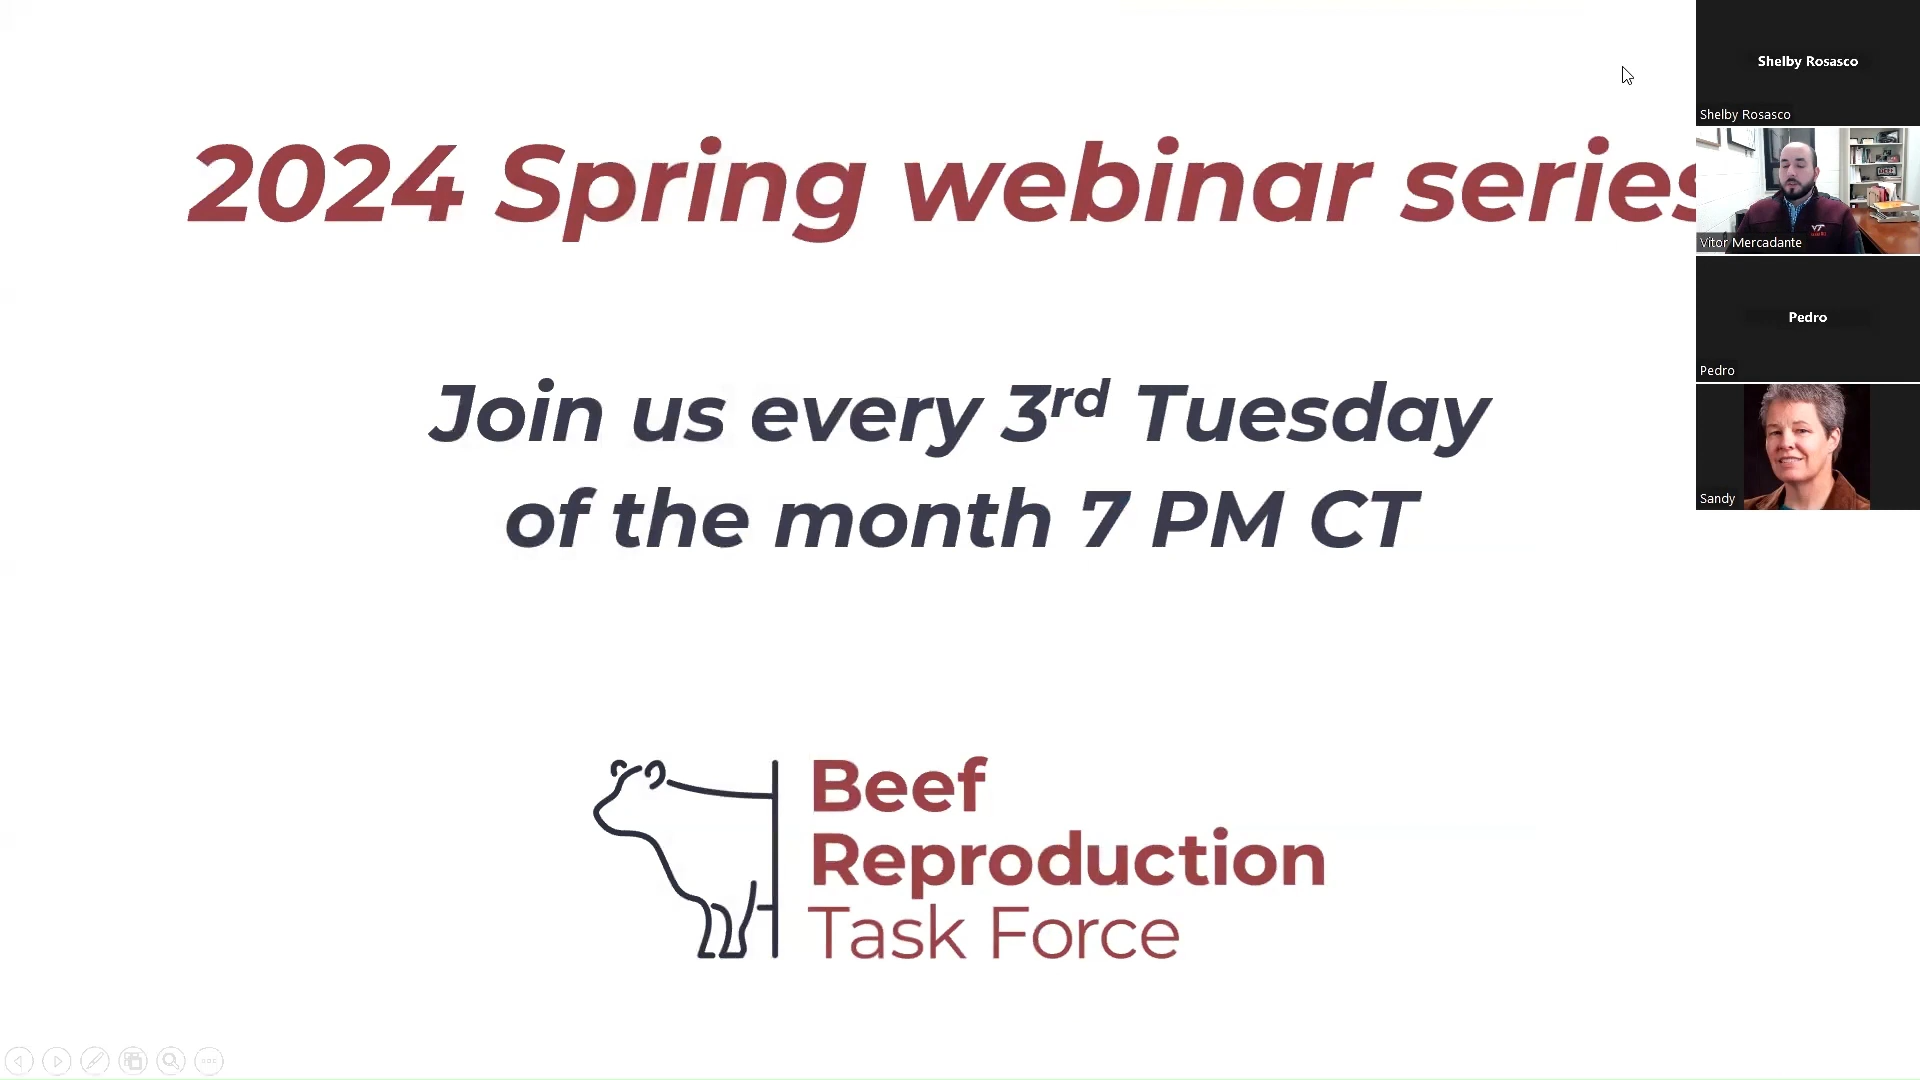 2024 Spring webinar series
Join us every 3rd Tuesday
of the month 7 PM CT
Beef
Reproduction
Task Force
Shelby Rosasco
Shelby Rosasco
VT
Vitor Mercadante
Pedro
Pedro
Sandy